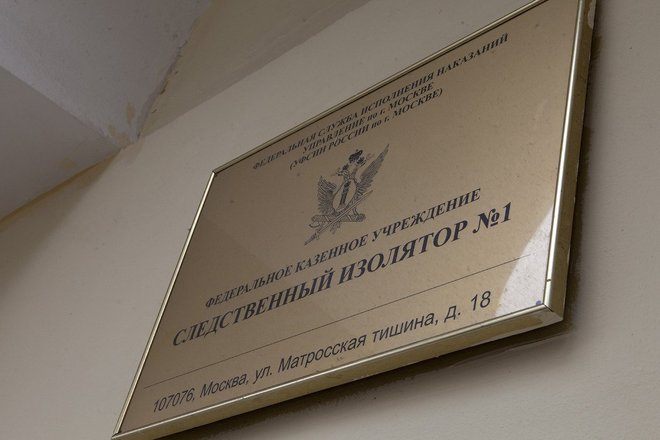 ФЕДЕРАЛЬНАЯ СЛУЖБА ИСПОЛНЕНИЯ НАКАЗАНИЙ
УПРАВЛЕНИЕ по г. МОСКВЕ
(УФСИН РОССИИ по г. МОСКВЕ)
ФЕДЕРАЛЬНОЕ КАЗЕННОЕ УЧРЕЖДЕНИЕ
СЛЕДСТВЕННЫЙ ИЗОЛЯТОР №1
107076, Москва, ул. Матросская тишина, д. 18